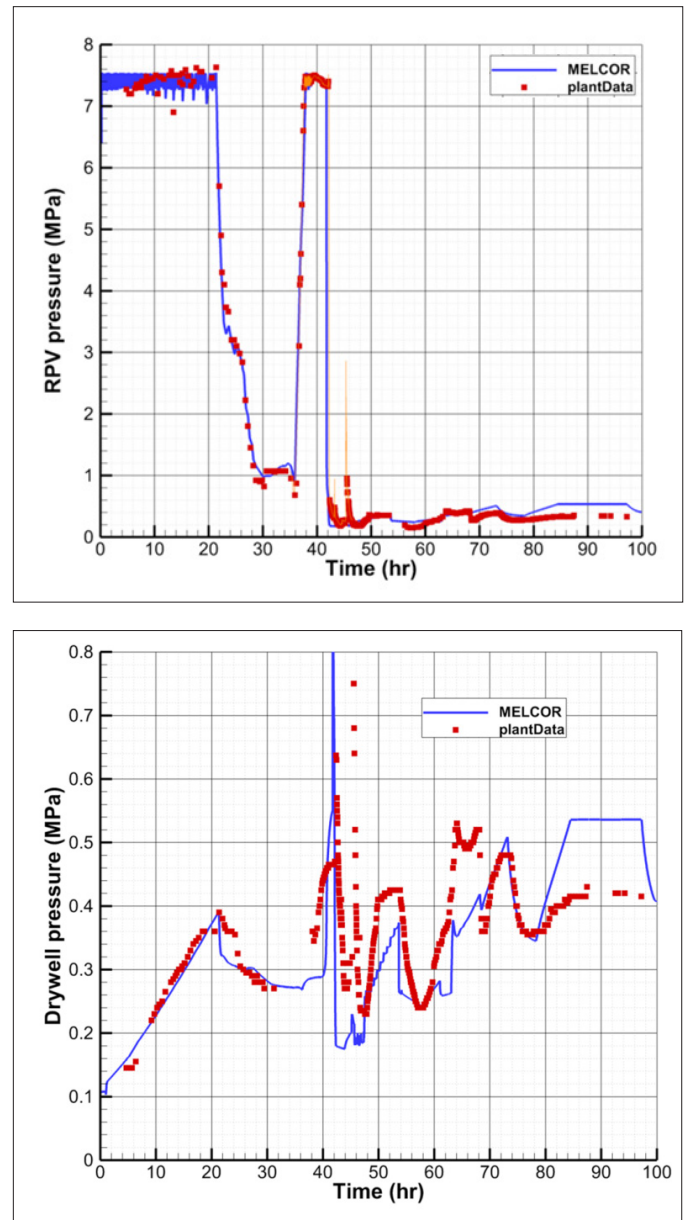 8
7
6
5
4
3
2
1
0
RPV pressure (MPa)
MELCOR
plantData
0 10 20 30 40 50 60 70 80 90 100
Time (hr)
0.8
0.7
0.6
0.5
0.4
0.3
0.2
0.1
0
Drywell pressure (MPa)
MELCOR
plantData
0 10 20 30 40 50 60 70 80 90 100
Time (hr)